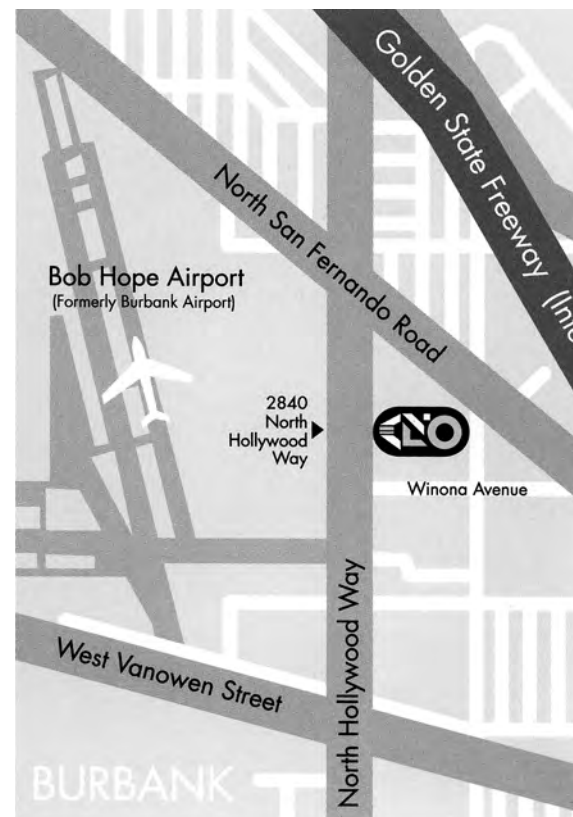 Golden State Freeway (Inte
North San Fernando Road
Bob Hope Airport
(Formerly Burbank Airport)
2840
North
Hollywood
Way
Winona Avenue
North Hollywood Way
West Vanowen Street
BURBANK